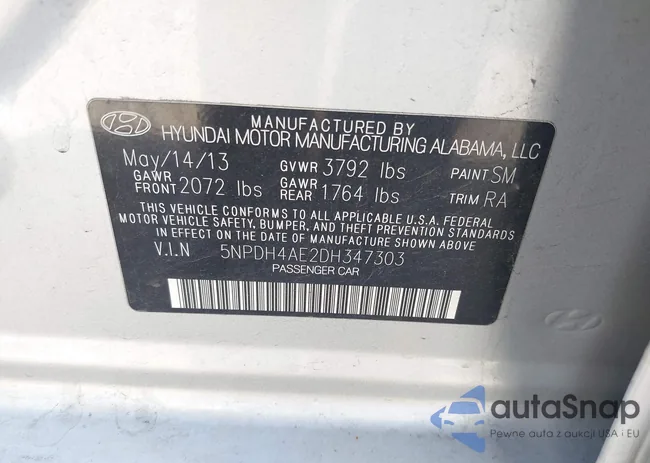 MANUFACTURED BY
HYUNDAI MOTOR MANUFACTURING ALABAMA, LLC
May/14/13 GVWR 3792 lbs PAINT SM
GAWR FRONT 2072 lbs GAWR REAR 1764 lbs TRIM RA
THIS VEHICLE CONFORMS TO ALL APPLICABLE U.S.A. FEDERAL
MOTOR VEHICLE SAFETY, BUMPER, AND THEFT PREVENTION STANDARDS
IN EFFECT ON THE DATE OF MANUFACTURE SHOWN ABOVE.
V.I.N 5NPDH4AE2DH347303
PASSENGER CAR
autaSnap
Pewne auta z aukcji USA i EU